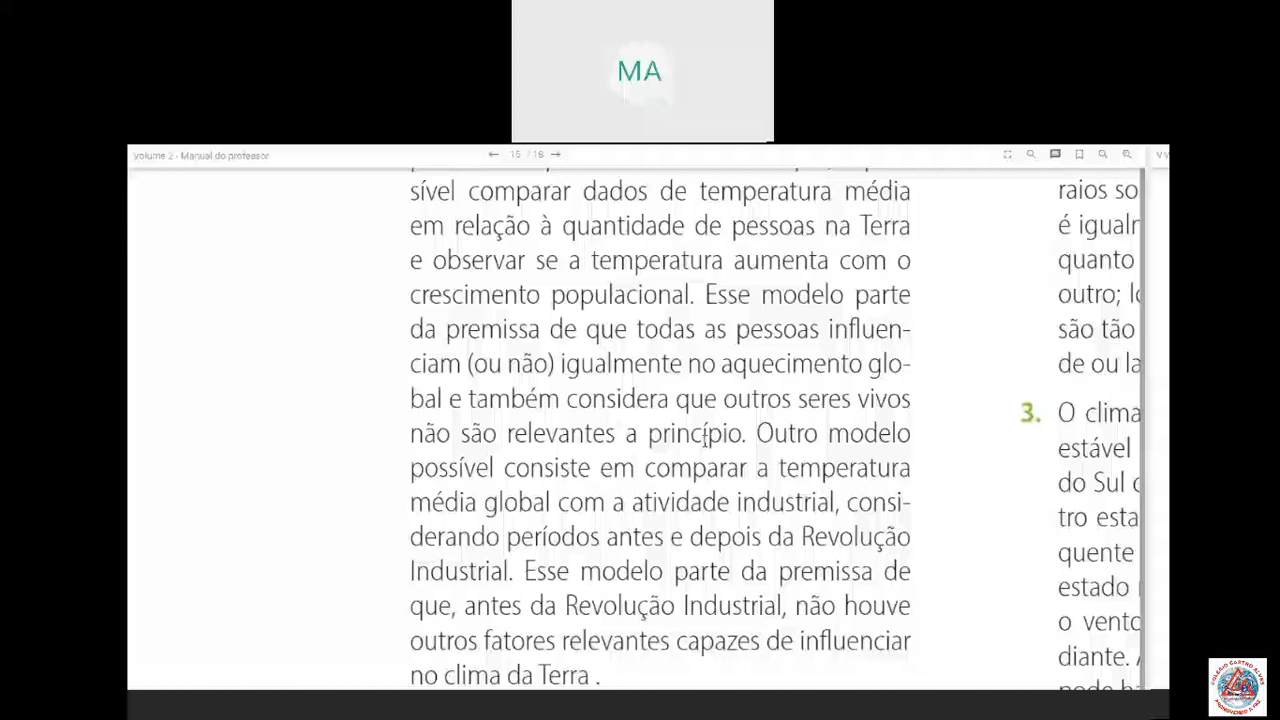 MA
Volume 2 - Manual do professor
← 15 / 16 →
sível comparar dados de temperatura média
em relação à quantidade de pessoas na Terra
e observar se a temperatura aumenta com o
crescimento populacional. Esse modelo parte
da premissa de que todas as pessoas influen-
ciam (ou não) igualmente no aquecimento glo-
bal e também considera que outros seres vivos
não são relevantes a princípio. Outro modelo
possível consiste em comparar a temperatura
média global com a atividade industrial, consi-
derando períodos antes e depois da Revolução
Industrial. Esse modelo parte da premissa de
que, antes da Revolução Industrial, não houve
outros fatores relevantes capazes de influenciar
no clima da Terra .
raios so
é igualr
quanto
outro; l
são tão
de ou la
3. O clima
estável
do Sul
tro esta
quente
estado
o vento
diante.
COLÉGIO CASTRO ALVES